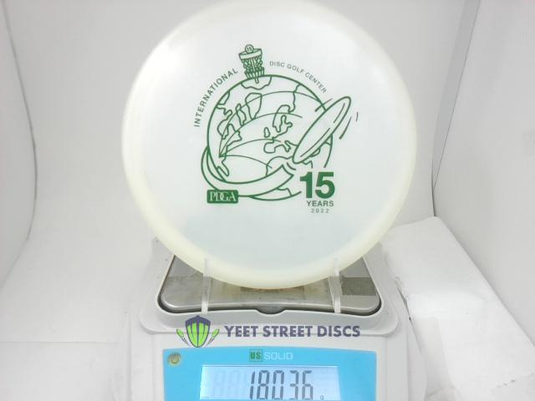 INTERNATIONAL DISC GOLF CENTER
PDGA
15
YEARS
2022
YEET STREET DISCS
US SOLID
180.36